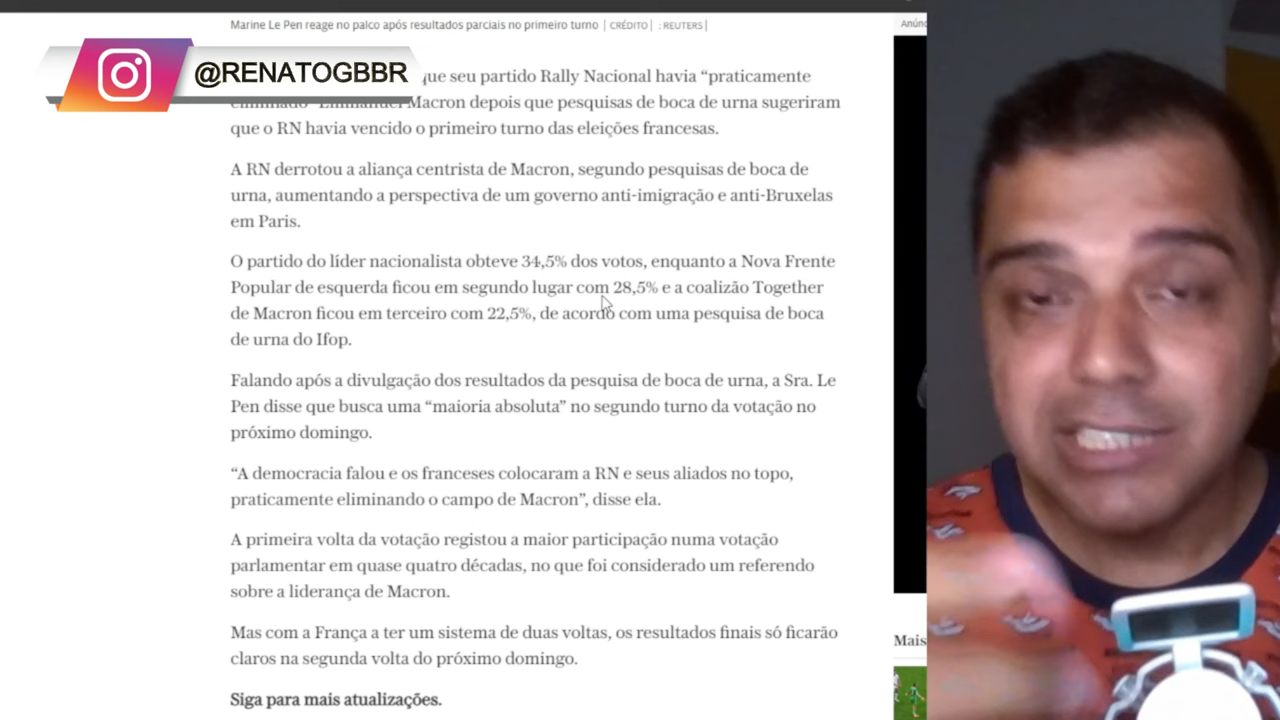 Marine Le Pen reage no palco após resultados parciais no primeiro turno | CRÉDITO | : REUTERS |
Anúnc
@RENATOGBBR
que seu partido Rally Nacional havia “praticamente
eliminado” Emmanuel Macron depois que pesquisas de boca de urna sugeriram
que o RN havia vencido o primeiro turno das eleições francesas.
A RN derrotou a aliança centrista de Macron, segundo pesquisas de boca de
urna, aumentando a perspectiva de um governo anti-imigração e anti-Bruxelas
em Paris.
O partido do líder nacionalista obteve 34,5% dos votos, enquanto a Nova Frente
Popular de esquerda ficou em segundo lugar com 28,5% e a coalizão Together
de Macron ficou em terceiro com 22,5%, de acordo com uma pesquisa de boca
de urna do Ifop.
Falando após a divulgação dos resultados da pesquisa de boca de urna, a Sra. Le
Pen disse que busca uma “maioria absoluta” no segundo turno da votação no
próximo domingo.
“A democracia falou e os franceses colocaram a RN e seus aliados no topo,
praticamente eliminando o campo de Macron”, disse ela.
A primeira volta da votação registou a maior participação numa votação
parlamentar em quase quatro décadas, no que foi considerado um referendo
sobre a liderança de Macron.
Mas com a França a ter um sistema de duas voltas, os resultados finais só ficarão
claros na segunda volta do próximo domingo.
Siga para mais atualizações.
Mais